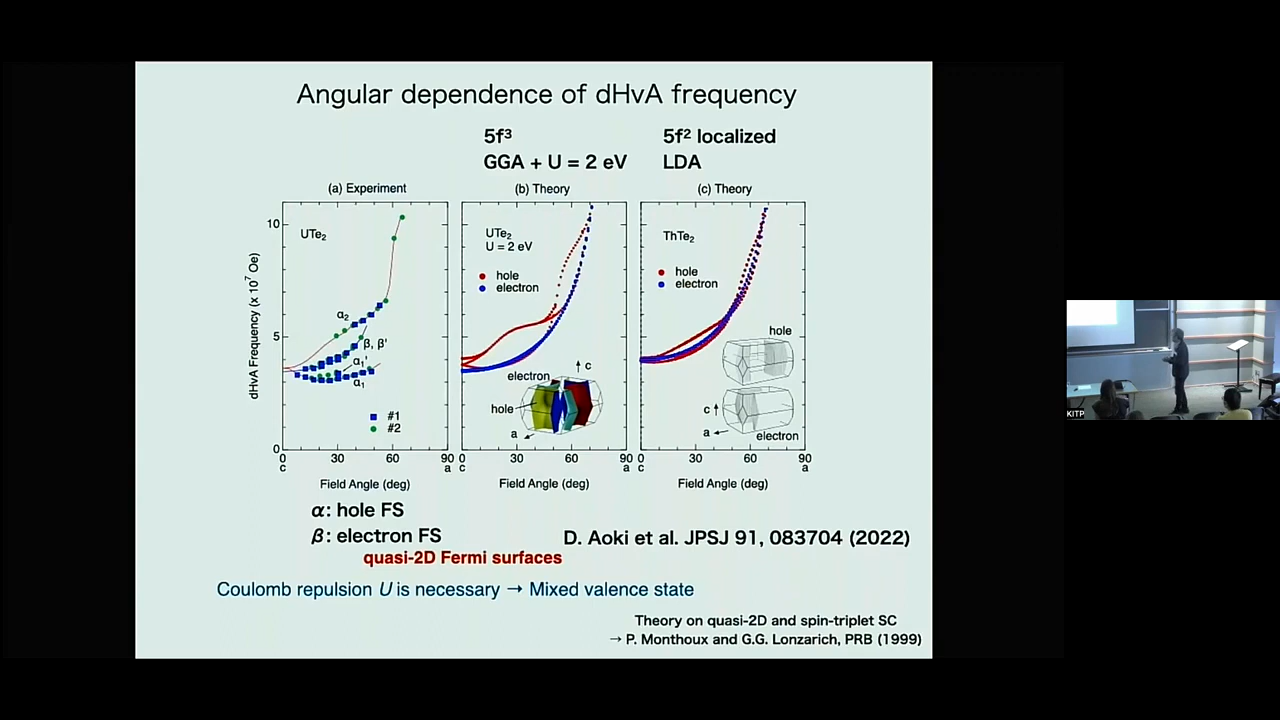 Angular dependence of dHvA frequency
5f³
GGA + U = 2 eV
5f² localized
LDA
(a) Experiment
(b) Theory
(c) Theory
dHvA Frequency (x 10⁷ Oe)
10
5
0
UTe₂
α₂
β, β'
α₁'
α₁
#1
#2
0
30
60
90
c
a
Field Angle (deg)
UTe₂
U = 2 eV
hole
electron
electron
c
hole
a
0
30
60
90
c
a
Field Angle (deg)
ThTe₂
hole
electron
hole
c
a
electron
0
30
60
90
c
a
Field Angle (deg)
α: hole FS
β: electron FS
quasi-2D Fermi surfaces
D. Aoki et al. JPSJ 91, 083704 (2022)
Coulomb repulsion U is necessary → Mixed valence state
Theory on quasi-2D and spin-triplet SC
→ P. Monthoux and G.G. Lonzarich, PRB (1999)
KITP